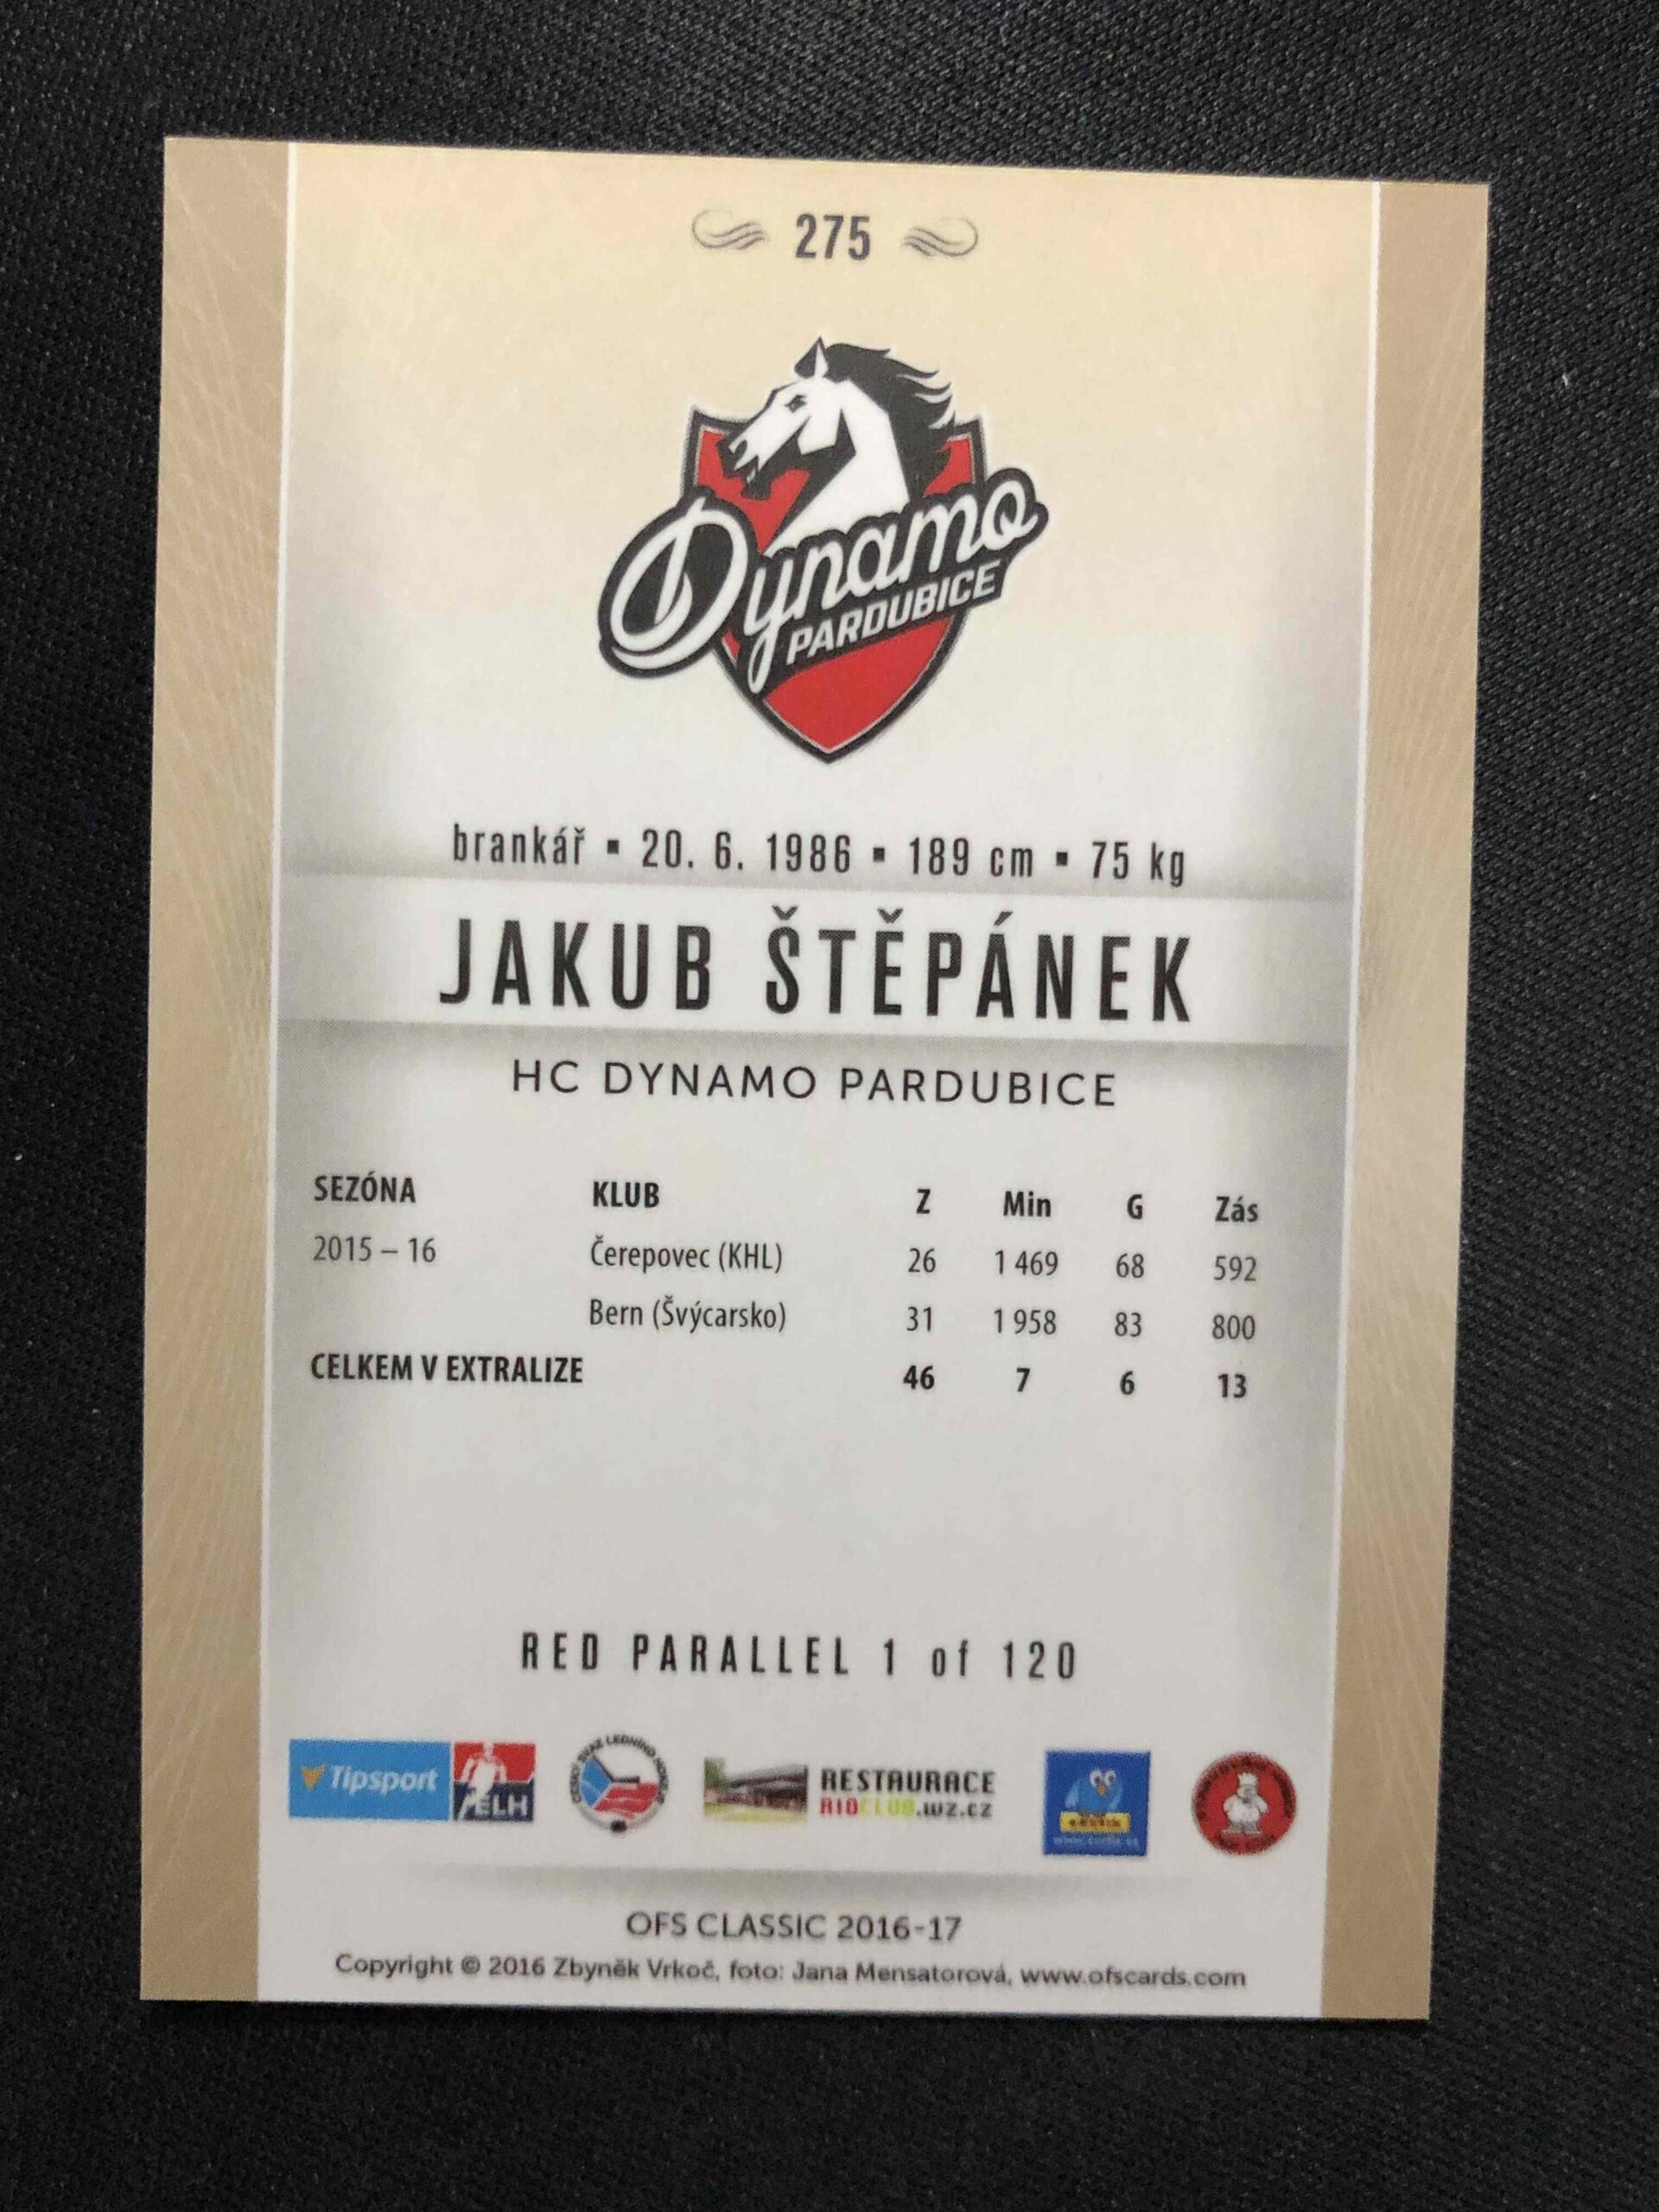 275
Dynamo
PARDUBICE
brankář ▪ 20. 6. 1986 ▪ 189 cm ▪ 75 kg
JAKUB ŠTĚPÁNEK
HC DYNAMO PARDUBICE
SEZÓNA KLUB Z Min G Zás
2015 – 16 Čerepovec (KHL) 26 1 469 68 592
Bern (Švýcarsko) 31 1 958 83 800
CELKEM V EXTRALIZE 46 7 6 13
RED PARALLEL 1 of 120
Tipsport ELH
RESTAURACE
RIOCLUB.wz.cz
OFS CLASSIC 2016-17
Copyright © 2016 Zbyněk Vrkoč, foto: Jana Mensatorová, www.ofscards.com